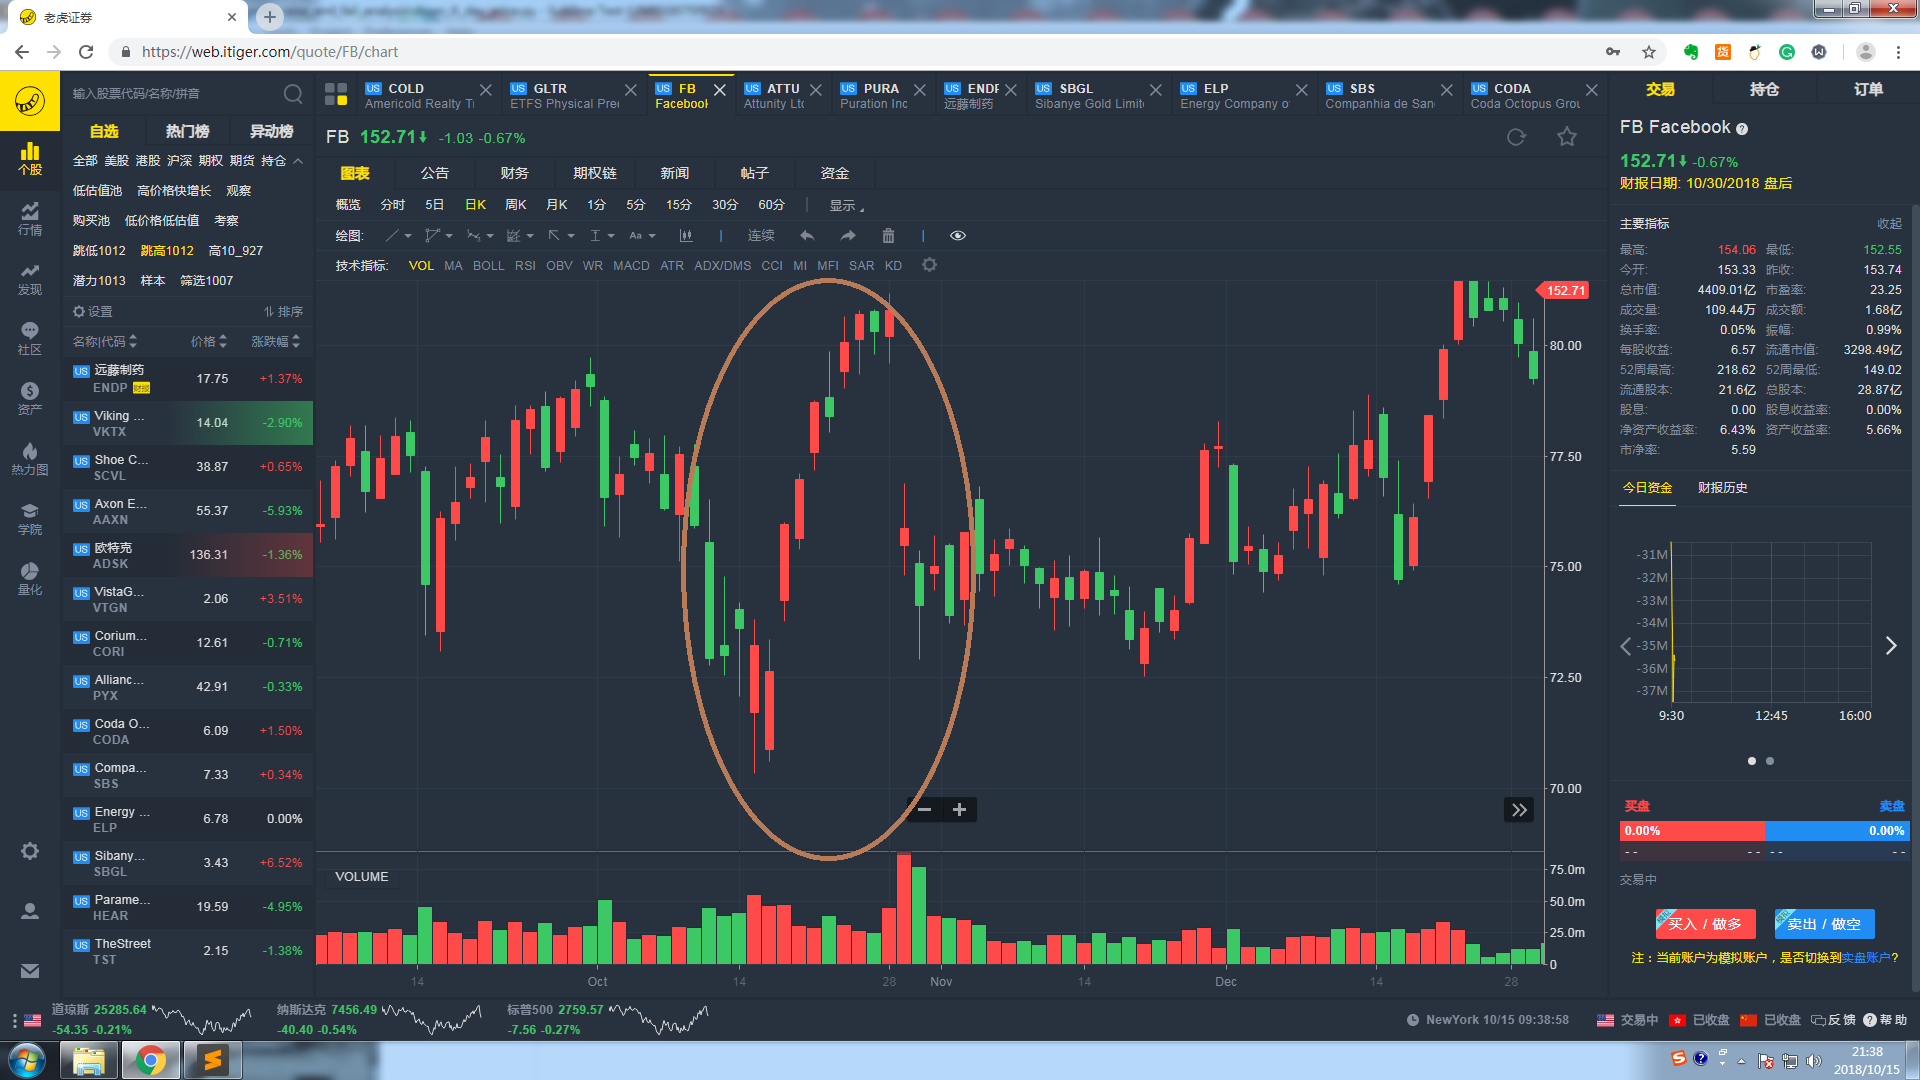 老虎证券
https://web.itiger.com/quote/FB/chart
输入股票代码/名称/拼音
自选 热门榜 异动榜
全部 美股 港股 沪深 期权 期货 持仓
低估值池 高价格快增长 观察
购买池 低价格低估值 考察
跳低1012 跳高1012 高10_927
潜力1013 样本 筛选1007
设置 排序
名称|代码 价格 涨跌幅
US 远藤制药 ENDP 财报 17.75 +1.37%
US Viking ... VKTX 14.04 -2.90%
US Shoe C... SCVL 38.87 +0.65%
US Axon E... AAXN 55.37 -5.93%
US 欧特克 ADSK 136.31 -1.36%
US VistaG... VTGN 2.06 +3.51%
US Corium... CORI 12.61 -0.71%
US Allianc... PYX 42.91 -0.33%
US Coda O... CODA 6.09 +1.50%
US Compa... SBS 7.33 +0.34%
US Energy ... ELP 6.78 0.00%
US Sibany... SBGL 3.43 +6.52%
US Parame... HEAR 19.59 -4.95%
US TheStreet TST 2.15 -1.38%
个股
行情
发现
社区
资产
热力图
学院
量化
US COLD Americold Realty Tr
US GLTR ETFS Physical Prec
US FB Facebook
US ATTU Attunity Ltd
US PURA Puration Inc
US ENDP 远藤制药
US SBGL Sibanye Gold Limite
US ELP Energy Company of
US SBS Companhia de San
US CODA Coda Octopus Grou
FB 152.71 -1.03 -0.67%
图表 公告 财务 期权链 新闻 帖子 资金
概览 分时 5日 日K 周K 月K 1分 5分 15分 30分 60分 显示
绘图: Aa 连续
技术指标: VOL MA BOLL RSI OBV WR MACD ATR ADX/DMS CCI MI MFI SAR KD
152.71
80.00
77.50
75.00
72.50
70.00
VOLUME
75.0m
50.0m
25.0m
0
14 Oct 14 28 Nov 14 Dec 14 28
交易 持仓 订单
FB Facebook
152.71 -0.67%
财报日期: 10/30/2018 盘后
主要指标 收起
最高: 154.06 最低: 152.55
今开: 153.33 昨收: 153.74
总市值: 4409.01亿 市盈率: 23.25
成交量: 109.44万 成交额: 1.68亿
换手率: 0.05% 振幅: 0.99%
每股收益: 6.57 流通市值: 3298.49亿
52周最高: 218.62 52周最低: 149.02
流通股本: 21.6亿 总股本: 28.87亿
股息: 0.00 股息收益率: 0.00%
净资产收益率: 6.43% 资产收益率: 5.66%
市净率: 5.59
今日资金 财报历史
-31M
-32M
-33M
-34M
-35M
-36M
-37M
9:30 12:45 16:00
买盘 卖盘
0.00% 0.00%
-- -- -- --
交易中
买入 / 做多 卖出 / 做空
注：当前账户为模拟账户，是否切换到实盘账户?
道琼斯 25285.64
-54.35 -0.21%
纳斯达克 7456.49
-40.40 -0.54%
标普500 2759.57
-7.56 -0.27%
NewYork 10/15 09:38:58
交易中 已收盘 已收盘 反馈 帮助
21:38
2018/10/15